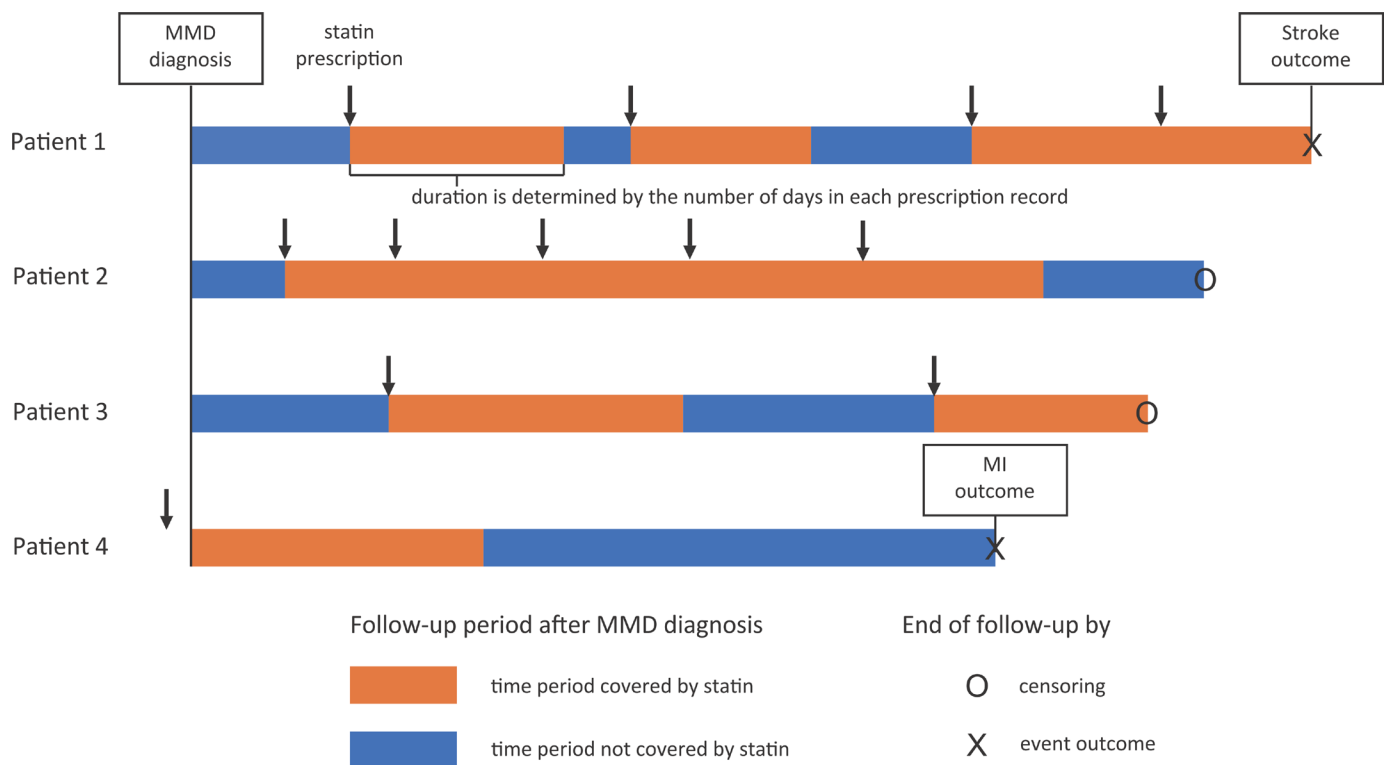 MMD
diagnosis
statin
prescription
Stroke
outcome
Patient 1
X
duration is determined by the number of days in each prescription record
Patient 2
O
Patient 3
O
MI
outcome
Patient 4
X
Follow-up period after MMD diagnosis
End of follow-up by
time period covered by statin
O censoring
time period not covered by statin
X event outcome